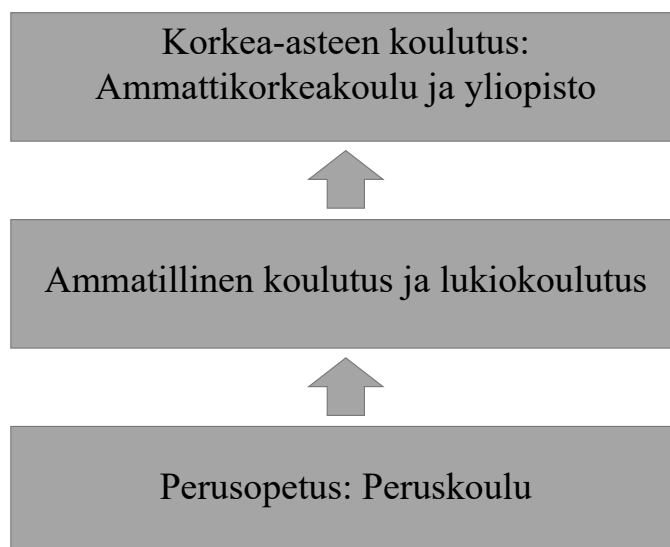 Korkea-asteen koulutus:
Ammattikorkeakoulu ja yliopisto
Ammatillinen koulutus ja lukiokoulutus
Perusopetus: Peruskoulu